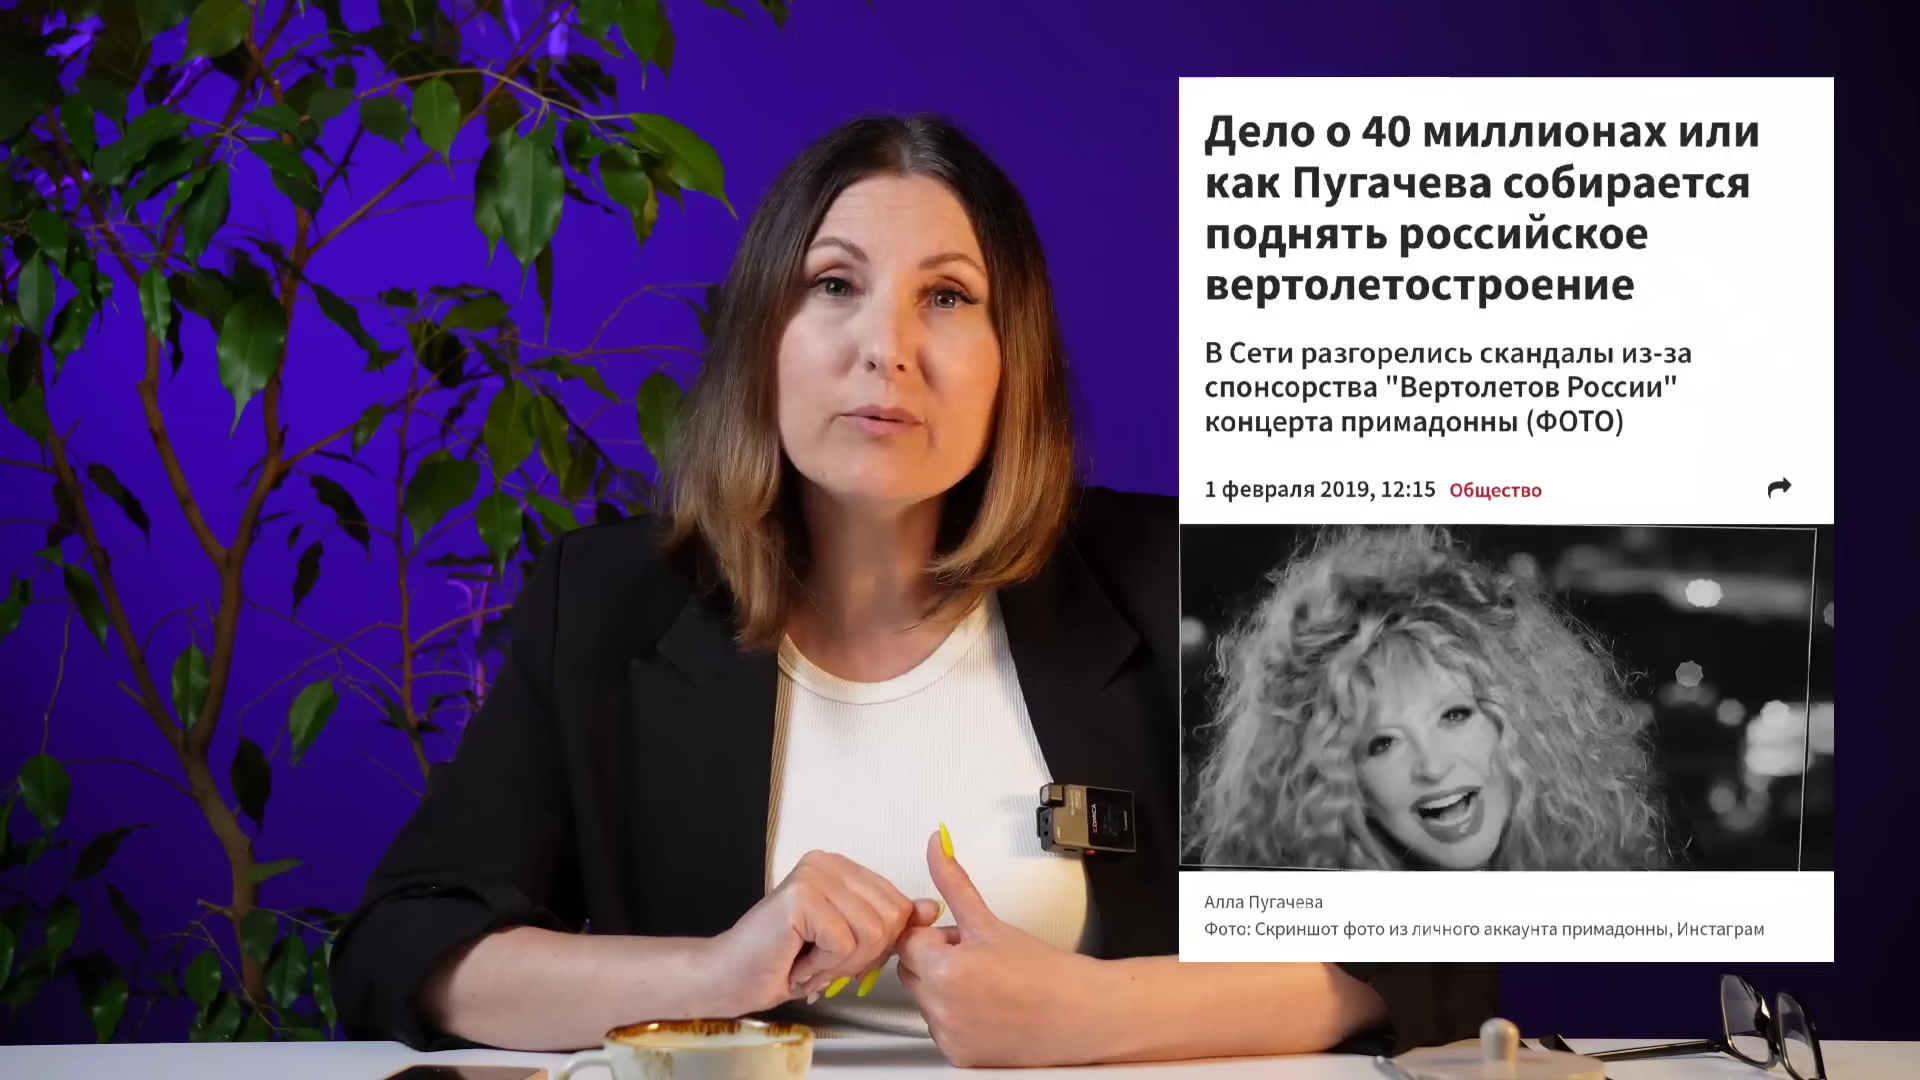 Дело о 40 миллионах или
как Пугачева собирается
поднять российское
вертолетостроение
В Сети разгорелись скандалы из-за
спонсорства "Вертолетов России"
концерта примадонны (ФОТО)
1 февраля 2019, 12:15 Общество
Алла Пугачева
Фото: Скриншот фото из личного аккаунта примадонны, Инстаграм
COMICA